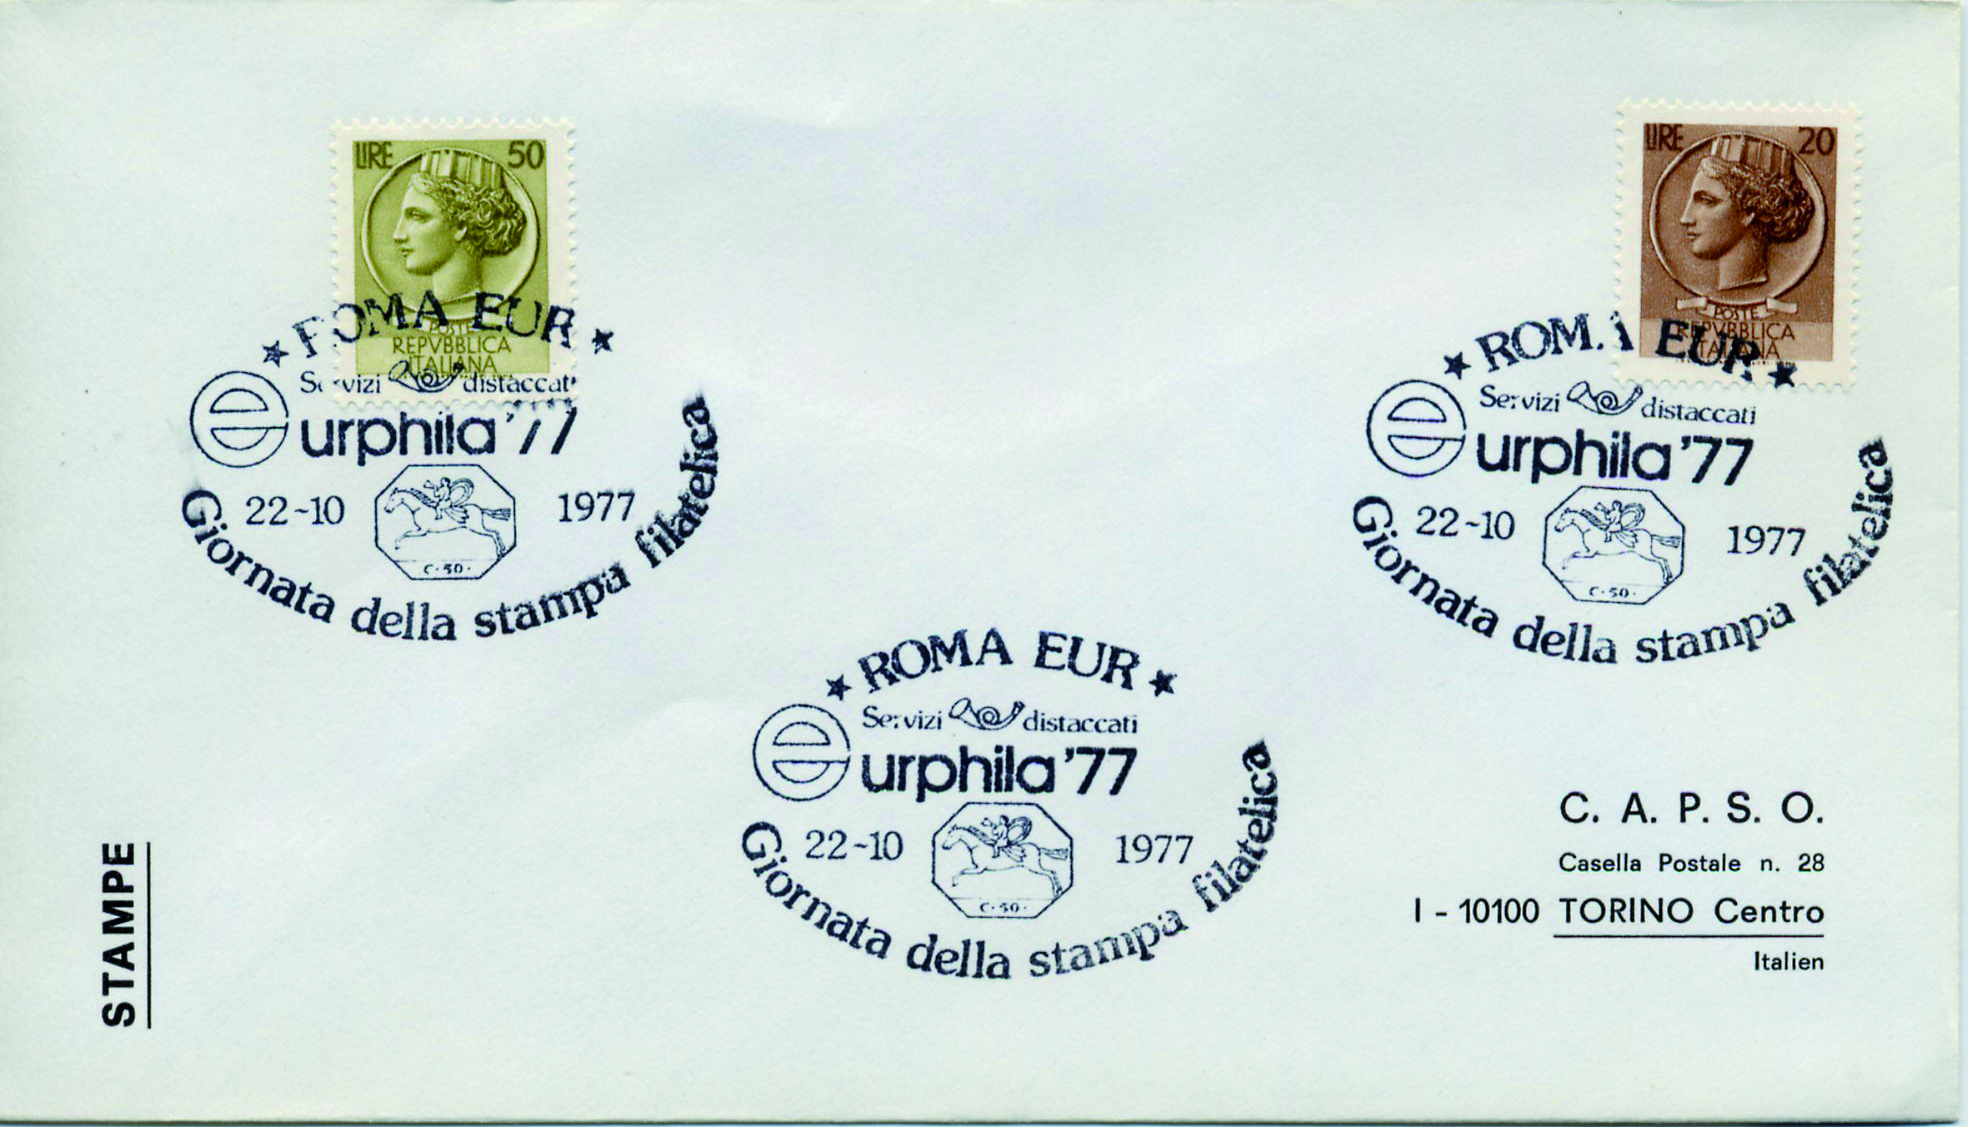 LIRE 50
POSTE
REPVBBLICA
ITALIANA
★ ROMA EUR ★
Servizi distaccati
eurphila '77
22-10 1977
C·50·
Giornata della stampa filatelica
LIRE 20
POSTE
REPVBBLICA
ITALIANA
★ ROMA EUR ★
Servizi distaccati
eurphila '77
22-10 1977
C·50·
Giornata della stampa filatelica
★ ROMA EUR ★
Servizi distaccati
eurphila '77
22-10 1977
C·50·
Giornata della stampa filatelica
STAMPE
C. A. P. S. O.
Casella Postale n. 28
I - 10100 TORINO Centro
Italien